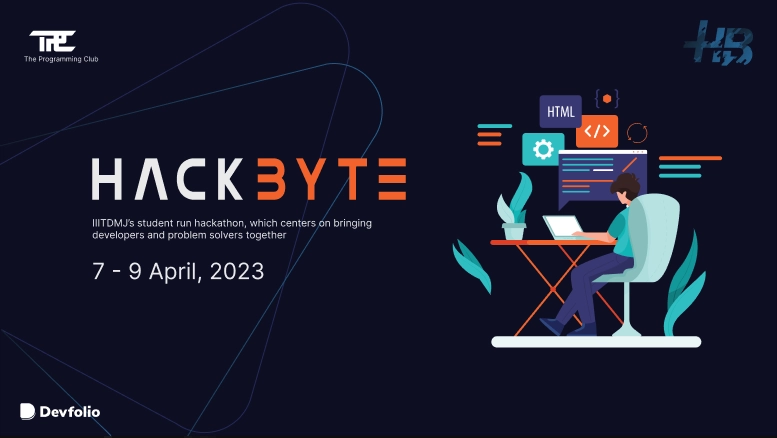 TPC
The Programming Club
HB
HTML
</>
HACKBYTE
IIITDMJ's student run hackathon, which centers on bringing
developers and problem solvers together
7 - 9 April, 2023
Devfolio